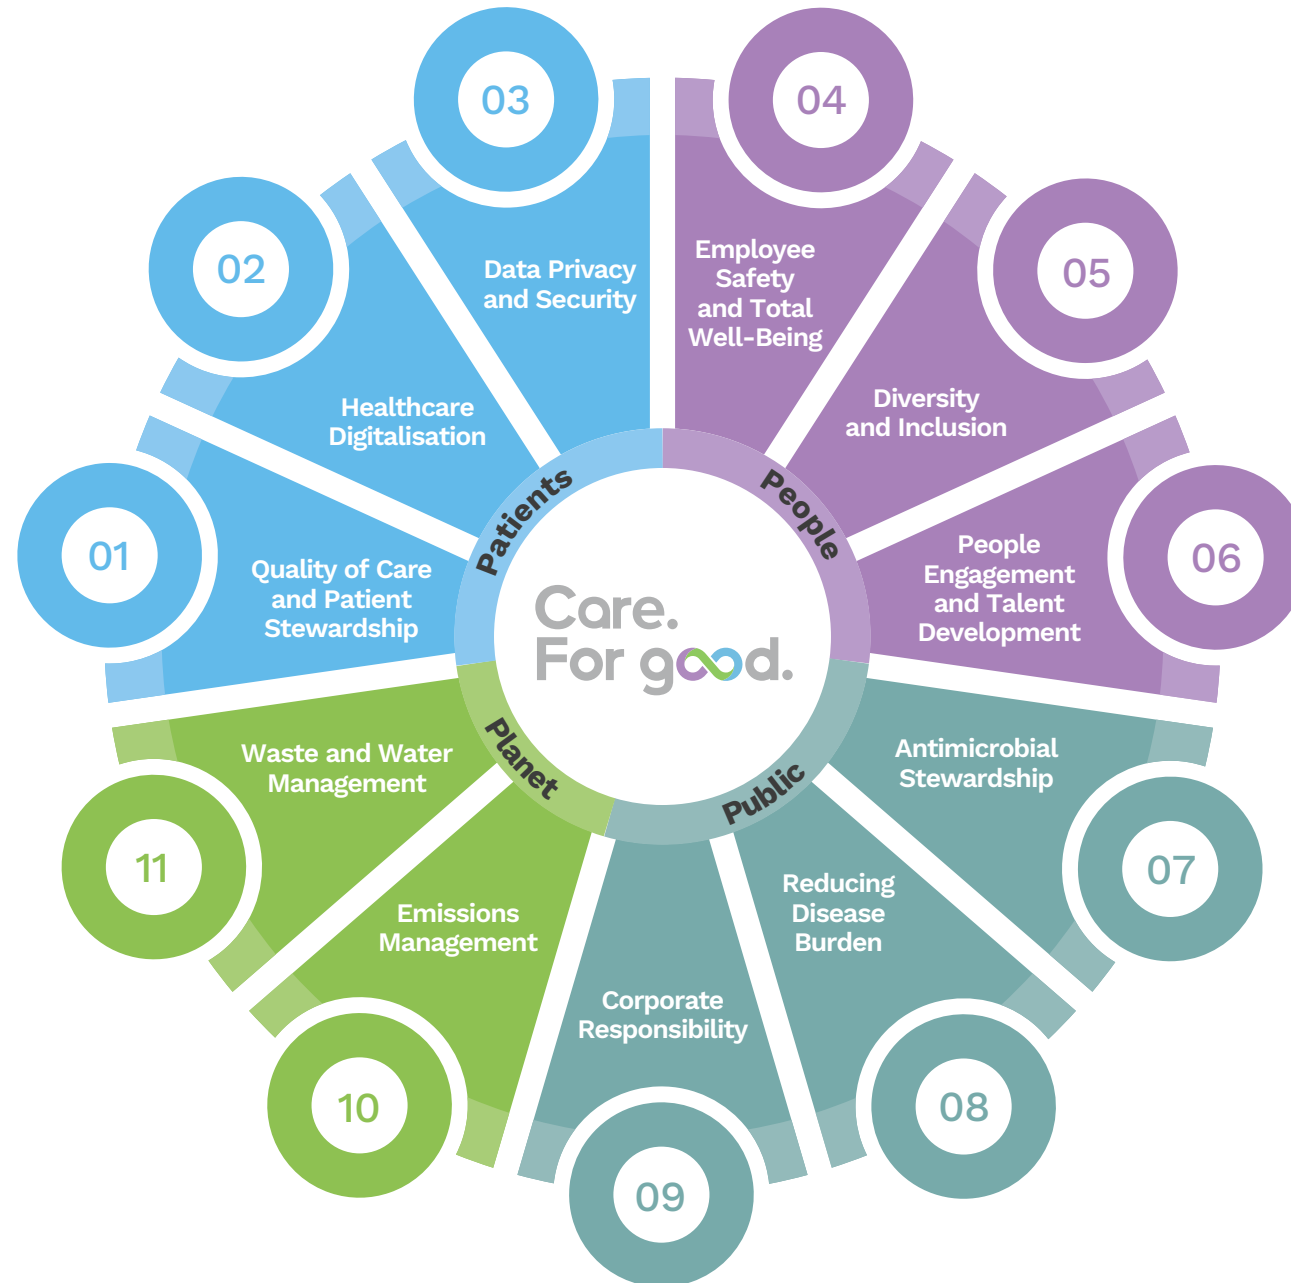 03
04
02
05
Data Privacy
and Security
Employee
Safety
and Total
Well-Being
Healthcare
Digitalisation
Diversity
and Inclusion
01
06
Quality of Care
and Patient
Stewardship
People
Engagement
and Talent
Development
Patients
People
Care.
For good.
Planet
Public
Waste and Water
Management
Antimicrobial
Stewardship
11
07
Emissions
Management
Reducing
Disease
Burden
Corporate
Responsibility
10
08
09